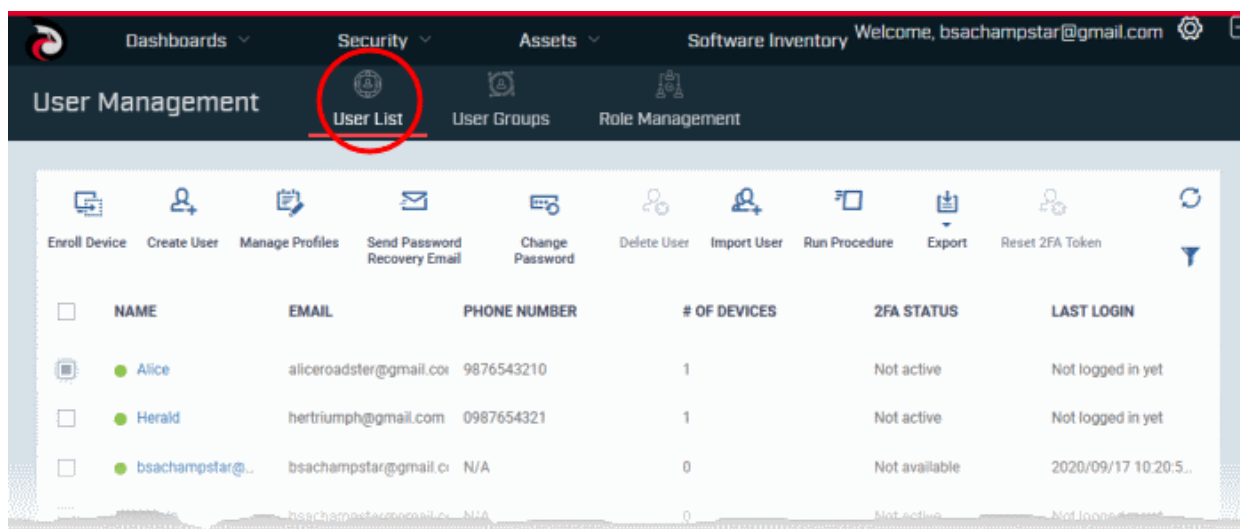 Dashboards Security Assets Software Inventory Welcome, bsachampstar@gmail.com
User Management User List User Groups Role Management
Enroll Device Create User Manage Profiles Send Password Recovery Email Change Password Delete User Import User Run Procedure Export Reset 2FA Token
NAME EMAIL PHONE NUMBER # OF DEVICES 2FA STATUS LAST LOGIN
Alice aliceroadster@gmail.co 9876543210 1 Not active Not logged in yet
Herald hertriumph@gmail.com 0987654321 1 Not active Not logged in yet
bsachampstar@... bsachampstar@gmail.c N/A 0 Not available 2020/09/17 10:20:5...
N/A 0 Not active